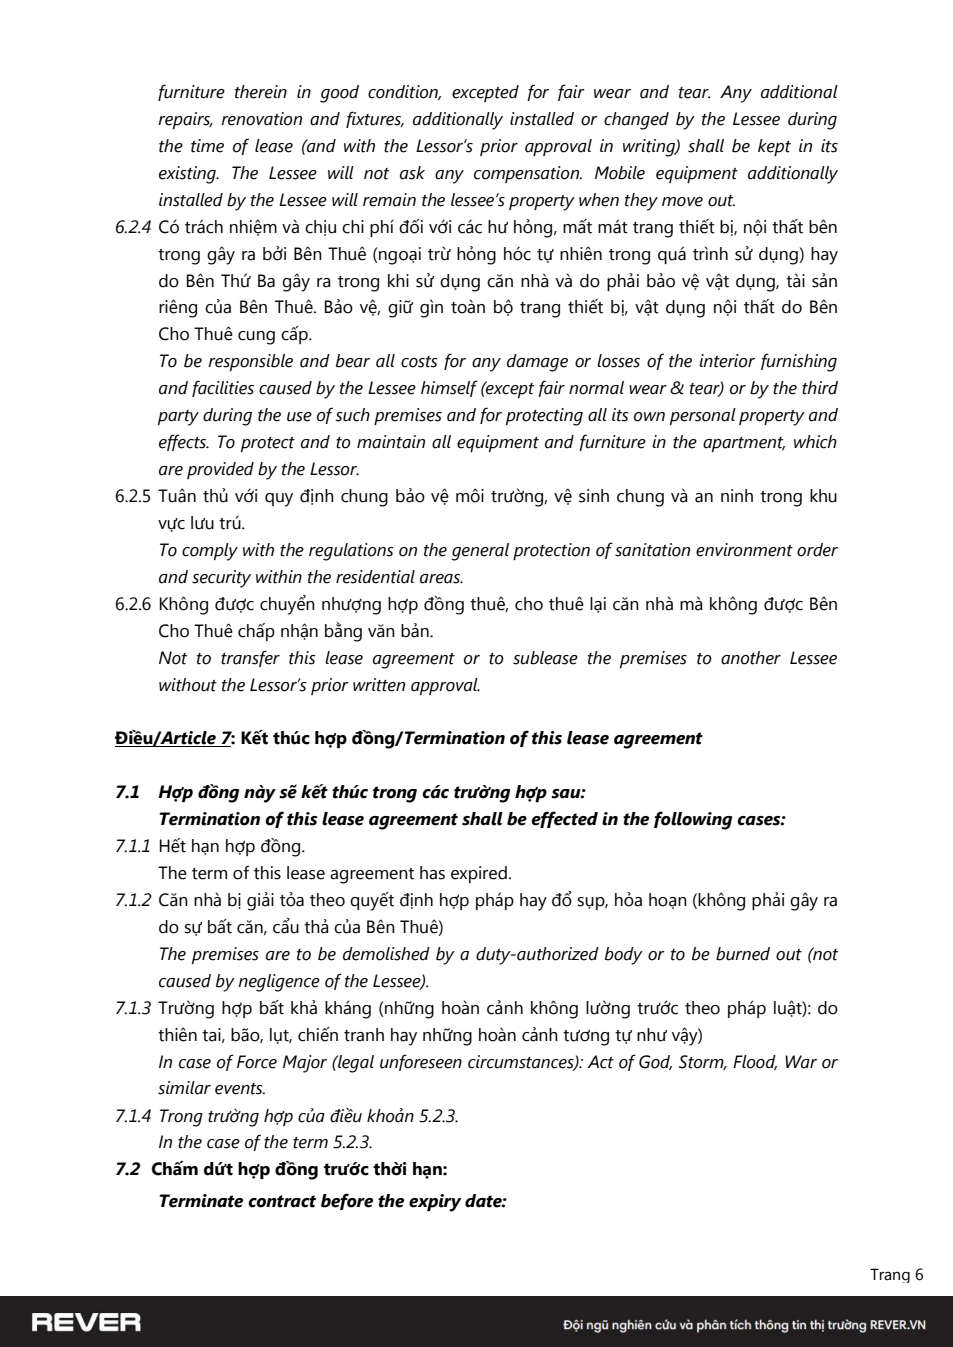 furniture therein in good condition, excepted for fair wear and tear. Any additional
repairs, renovation and fixtures, additionally installed or changed by the Lessee during
the time of lease (and with the Lessor's prior approval in writing) shall be kept in its
existing. The Lessee will not ask any compensation. Mobile equipment additionally
installed by the Lessee will remain the lessee's property when they move out.
6.2.4 Có trách nhiệm và chịu chi phí đối với các hư hỏng, mất mát trang thiết bị, nội thất bên
trong gây ra bởi Bên Thuê (ngoại trừ hỏng hóc tự nhiên trong quá trình sử dụng) hay
do Bên Thứ Ba gây ra trong khi sử dụng căn nhà và do phải bảo vệ vật dụng, tài sản
riêng của Bên Thuê. Bảo vệ, giữ gìn toàn bộ trang thiết bị, vật dụng nội thất do Bên
Cho Thuê cung cấp.
To be responsible and bear all costs for any damage or losses of the interior furnishing
and facilities caused by the Lessee himself (except fair normal wear & tear) or by the third
party during the use of such premises and for protecting all its own personal property and
effects. To protect and to maintain all equipment and furniture in the apartment, which
are provided by the Lessor.
6.2.5 Tuân thủ với quy định chung bảo vệ môi trường, vệ sinh chung và an ninh trong khu
vực lưu trú.
To comply with the regulations on the general protection of sanitation environment order
and security within the residential areas.
6.2.6 Không được chuyển nhượng hợp đồng thuê, cho thuê lại căn nhà mà không được Bên
Cho Thuê chấp nhận bằng văn bản.
Not to transfer this lease agreement or to sublease the premises to another Lessee
without the Lessor's prior written approval.
Điều/Article 7: Kết thúc hợp đồng/Termination of this lease agreement
7.1 Hợp đồng này sẽ kết thúc trong các trường hợp sau:
Termination of this lease agreement shall be effected in the following cases:
7.1.1 Hết hạn hợp đồng.
The term of this lease agreement has expired.
7.1.2 Căn nhà bị giải tỏa theo quyết định hợp pháp hay đổ sụp, hỏa hoạn (không phải gây ra
do sự bất căn, cẩu thả của Bên Thuê)
The premises are to be demolished by a duty-authorized body or to be burned out (not
caused by negligence of the Lessee).
7.1.3 Trường hợp bất khả kháng (những hoàn cảnh không lường trước theo pháp luật): do
thiên tai, bão, lụt, chiến tranh hay những hoàn cảnh tương tự như vậy)
In case of Force Major (legal unforeseen circumstances): Act of God, Storm, Flood, War or
similar events.
7.1.4 Trong trường hợp của điều khoản 5.2.3.
In the case of the term 5.2.3.
7.2 Chấm dứt hợp đồng trước thời hạn:
Terminate contract before the expiry date:
Trang 6
REVER
Đội ngũ nghiên cứu và phân tích thông tin thị trường REVER.VN